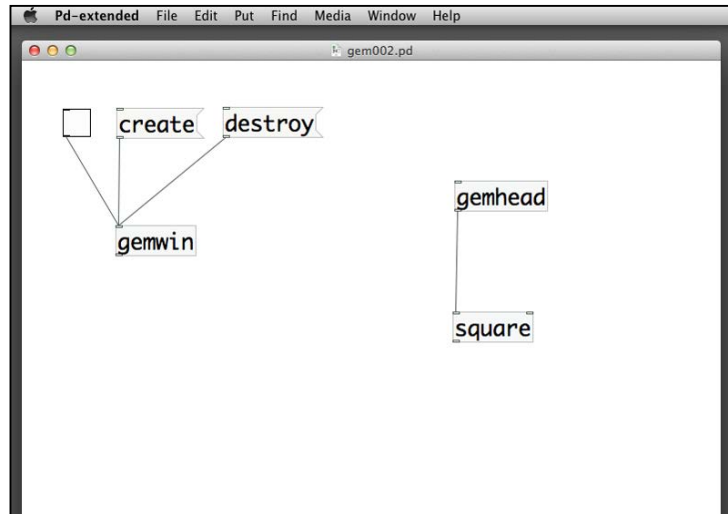 Pd-extended File Edit Put Find Media Window Help
gem002.pd
create destroy
gemhead
gemwin
square